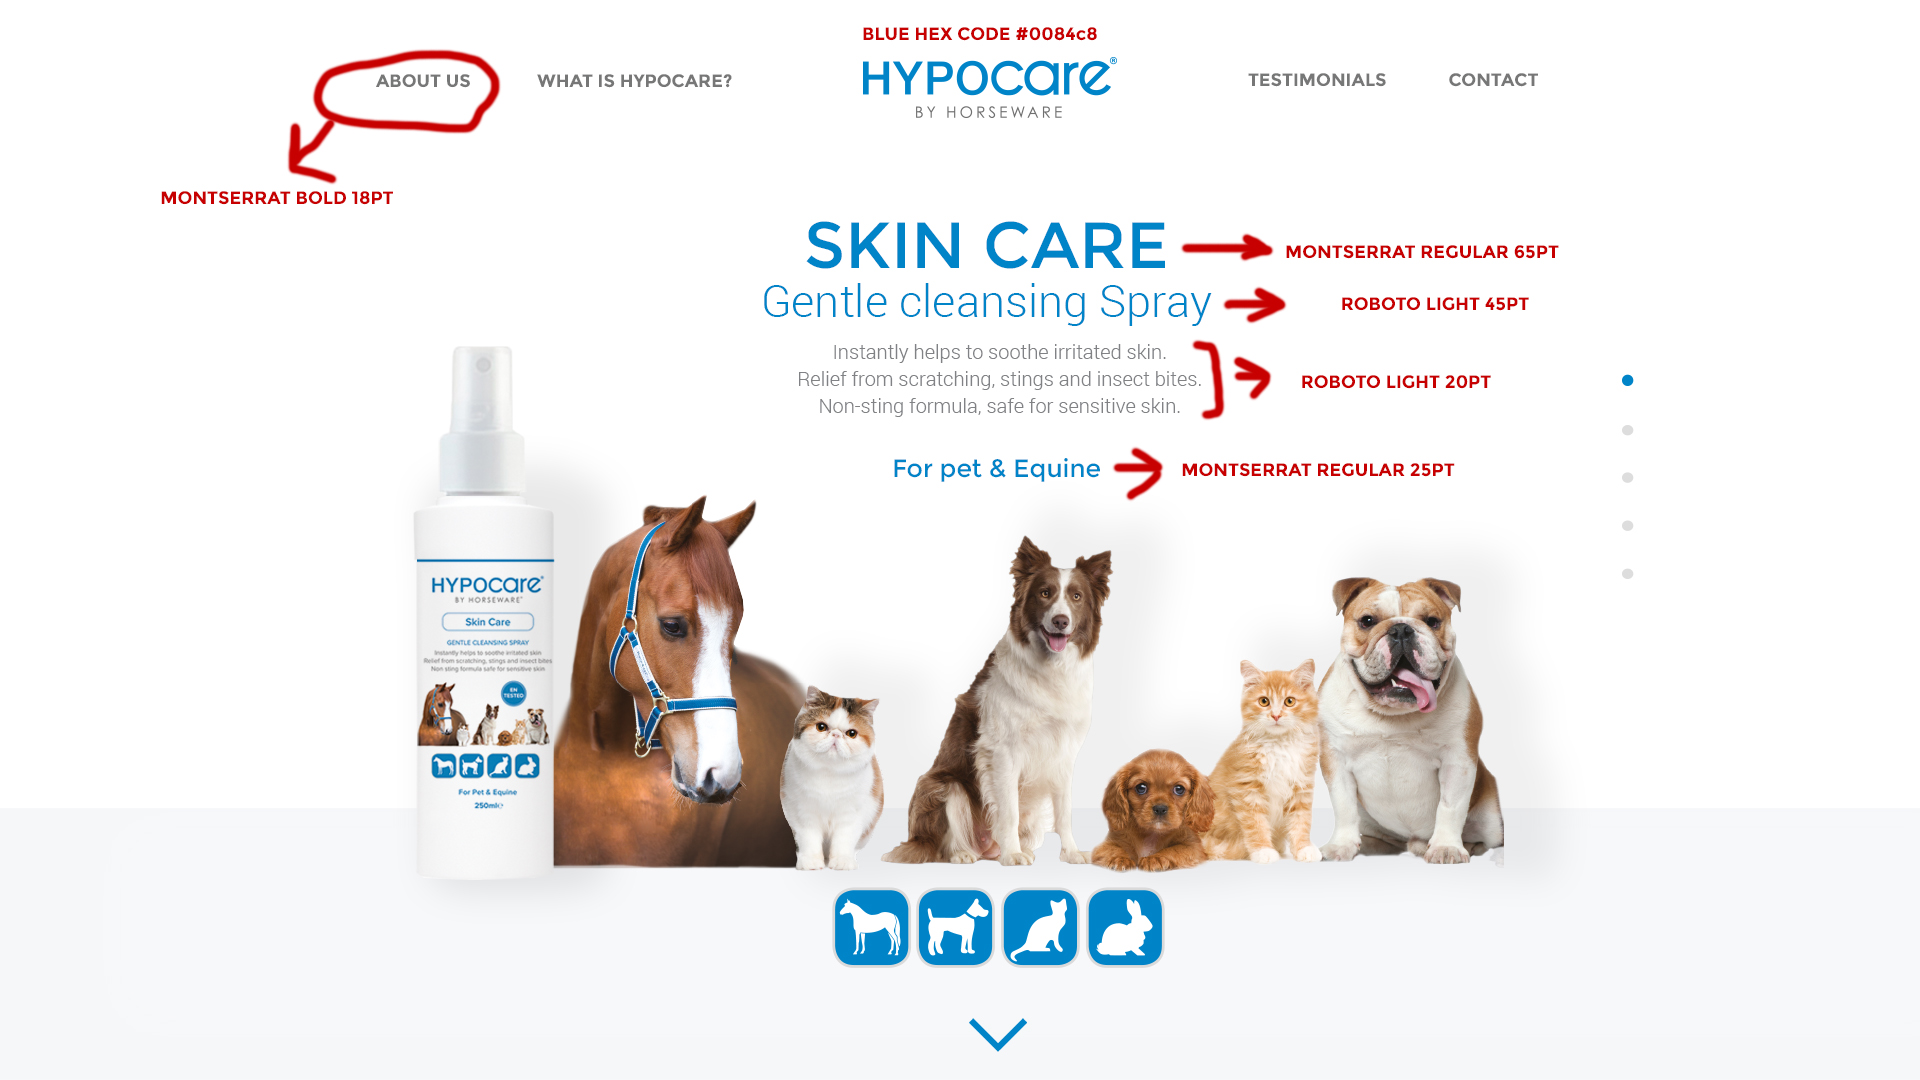 BLUE HEX CODE #0084c8
ABOUT US
WHAT IS HYPOCARE?
HYPOcare®
BY HORSEWARE
TESTIMONIALS
CONTACT
MONTSERRAT BOLD 18PT
SKIN CARE
MONTSERRAT REGULAR 65PT
Gentle cleansing Spray
ROBOTO LIGHT 45PT
Instantly helps to soothe irritated skin.
Relief from scratching, stings and insect bites.
Non-sting formula, safe for sensitive skin.
ROBOTO LIGHT 20PT
For pet & Equine
MONTSERRAT REGULAR 25PT
HYPOcare®
BY HORSEWARE™
Skin Care
GENTLE CLEANSING SPRAY
Instantly helps to soothe irritated skin
Relief from scratching, stings and insect bites
Non sting formula safe for sensitive skin
EN
TESTED
For Pet & Equine
250ml℮